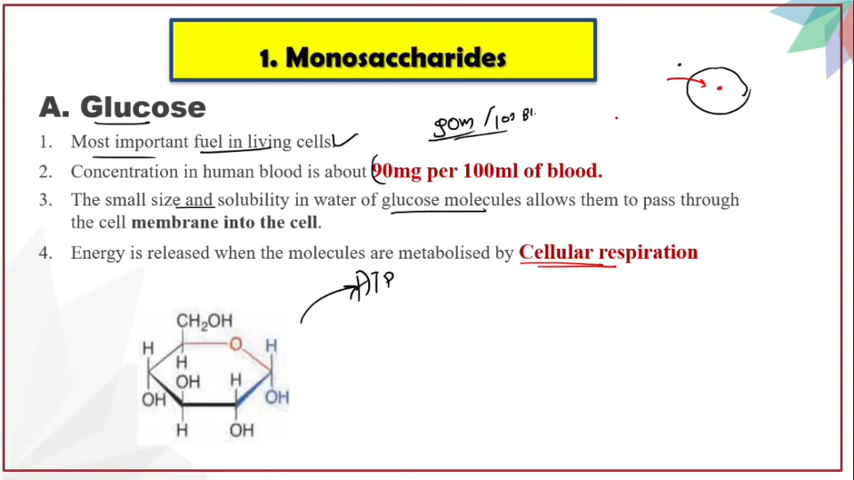 1. Monosaccharides
A. Glucose
1. Most important fuel in living cells
90m /100 Bl.
2. Concentration in human blood is about 90mg per 100ml of blood.
3. The small size and solubility in water of glucose molecules allows them to pass through
the cell membrane into the cell.
4. Energy is released when the molecules are metabolised by Cellular respiration
ATP
CH₂OH
H O H
H
OH H
OH OH
H OH